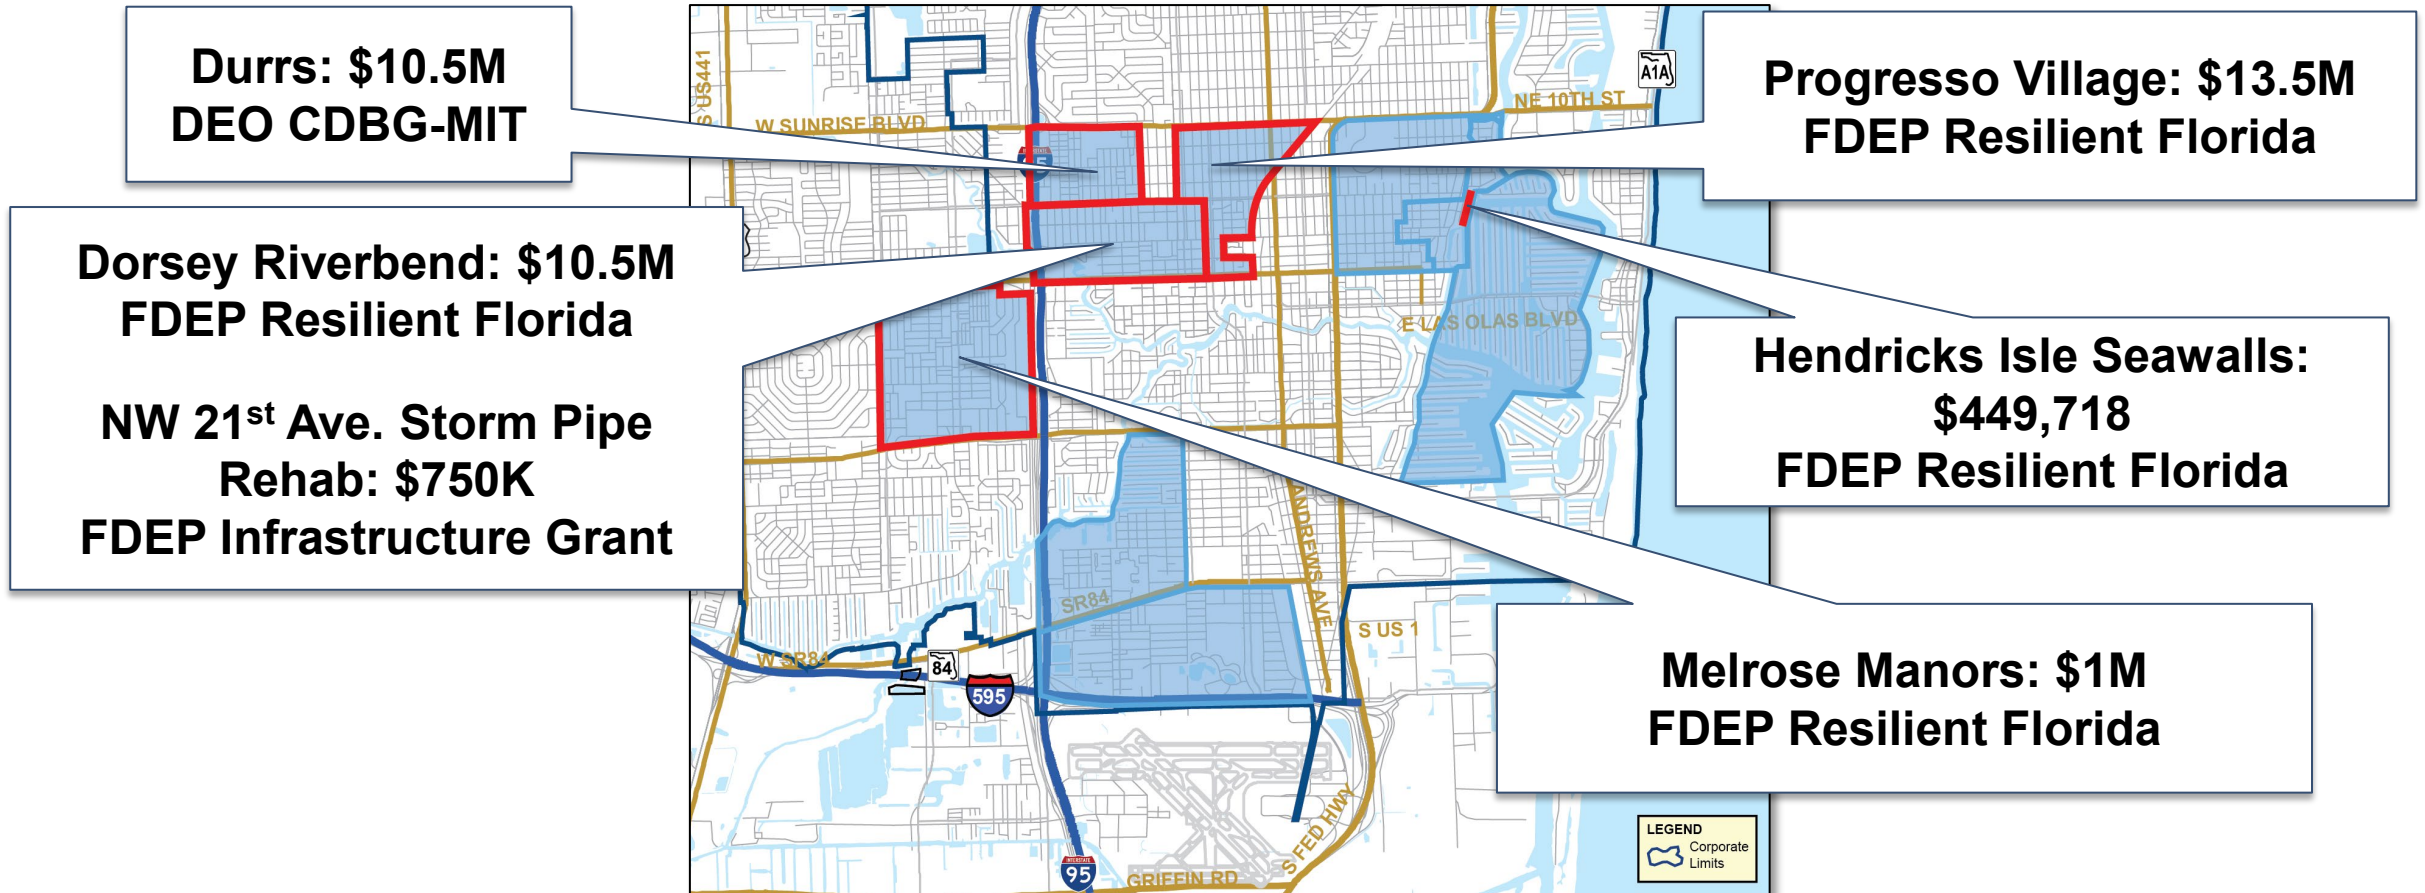 Durrs: $10.5M
DEO CDBG-MIT
Dorsey Riverbend: $10.5M
FDEP Resilient Florida
NW 21st Ave. Storm Pipe
Rehab: $750K
FDEP Infrastructure Grant
Progresso Village: $13.5M
FDEP Resilient Florida
Hendricks Isle Seawalls:
$449,718
FDEP Resilient Florida
Melrose Manors: $1M
FDEP Resilient Florida
S US441
W SUNRISE BLVD
NE 10TH ST
A1A
E LAS OLAS BLVD
ANDREWS AVE
SR84
S US 1
W SR84
84
595
S FED HWY
INTERSTATE
95
GRIFFIN RD
LEGEND
Corporate
Limits